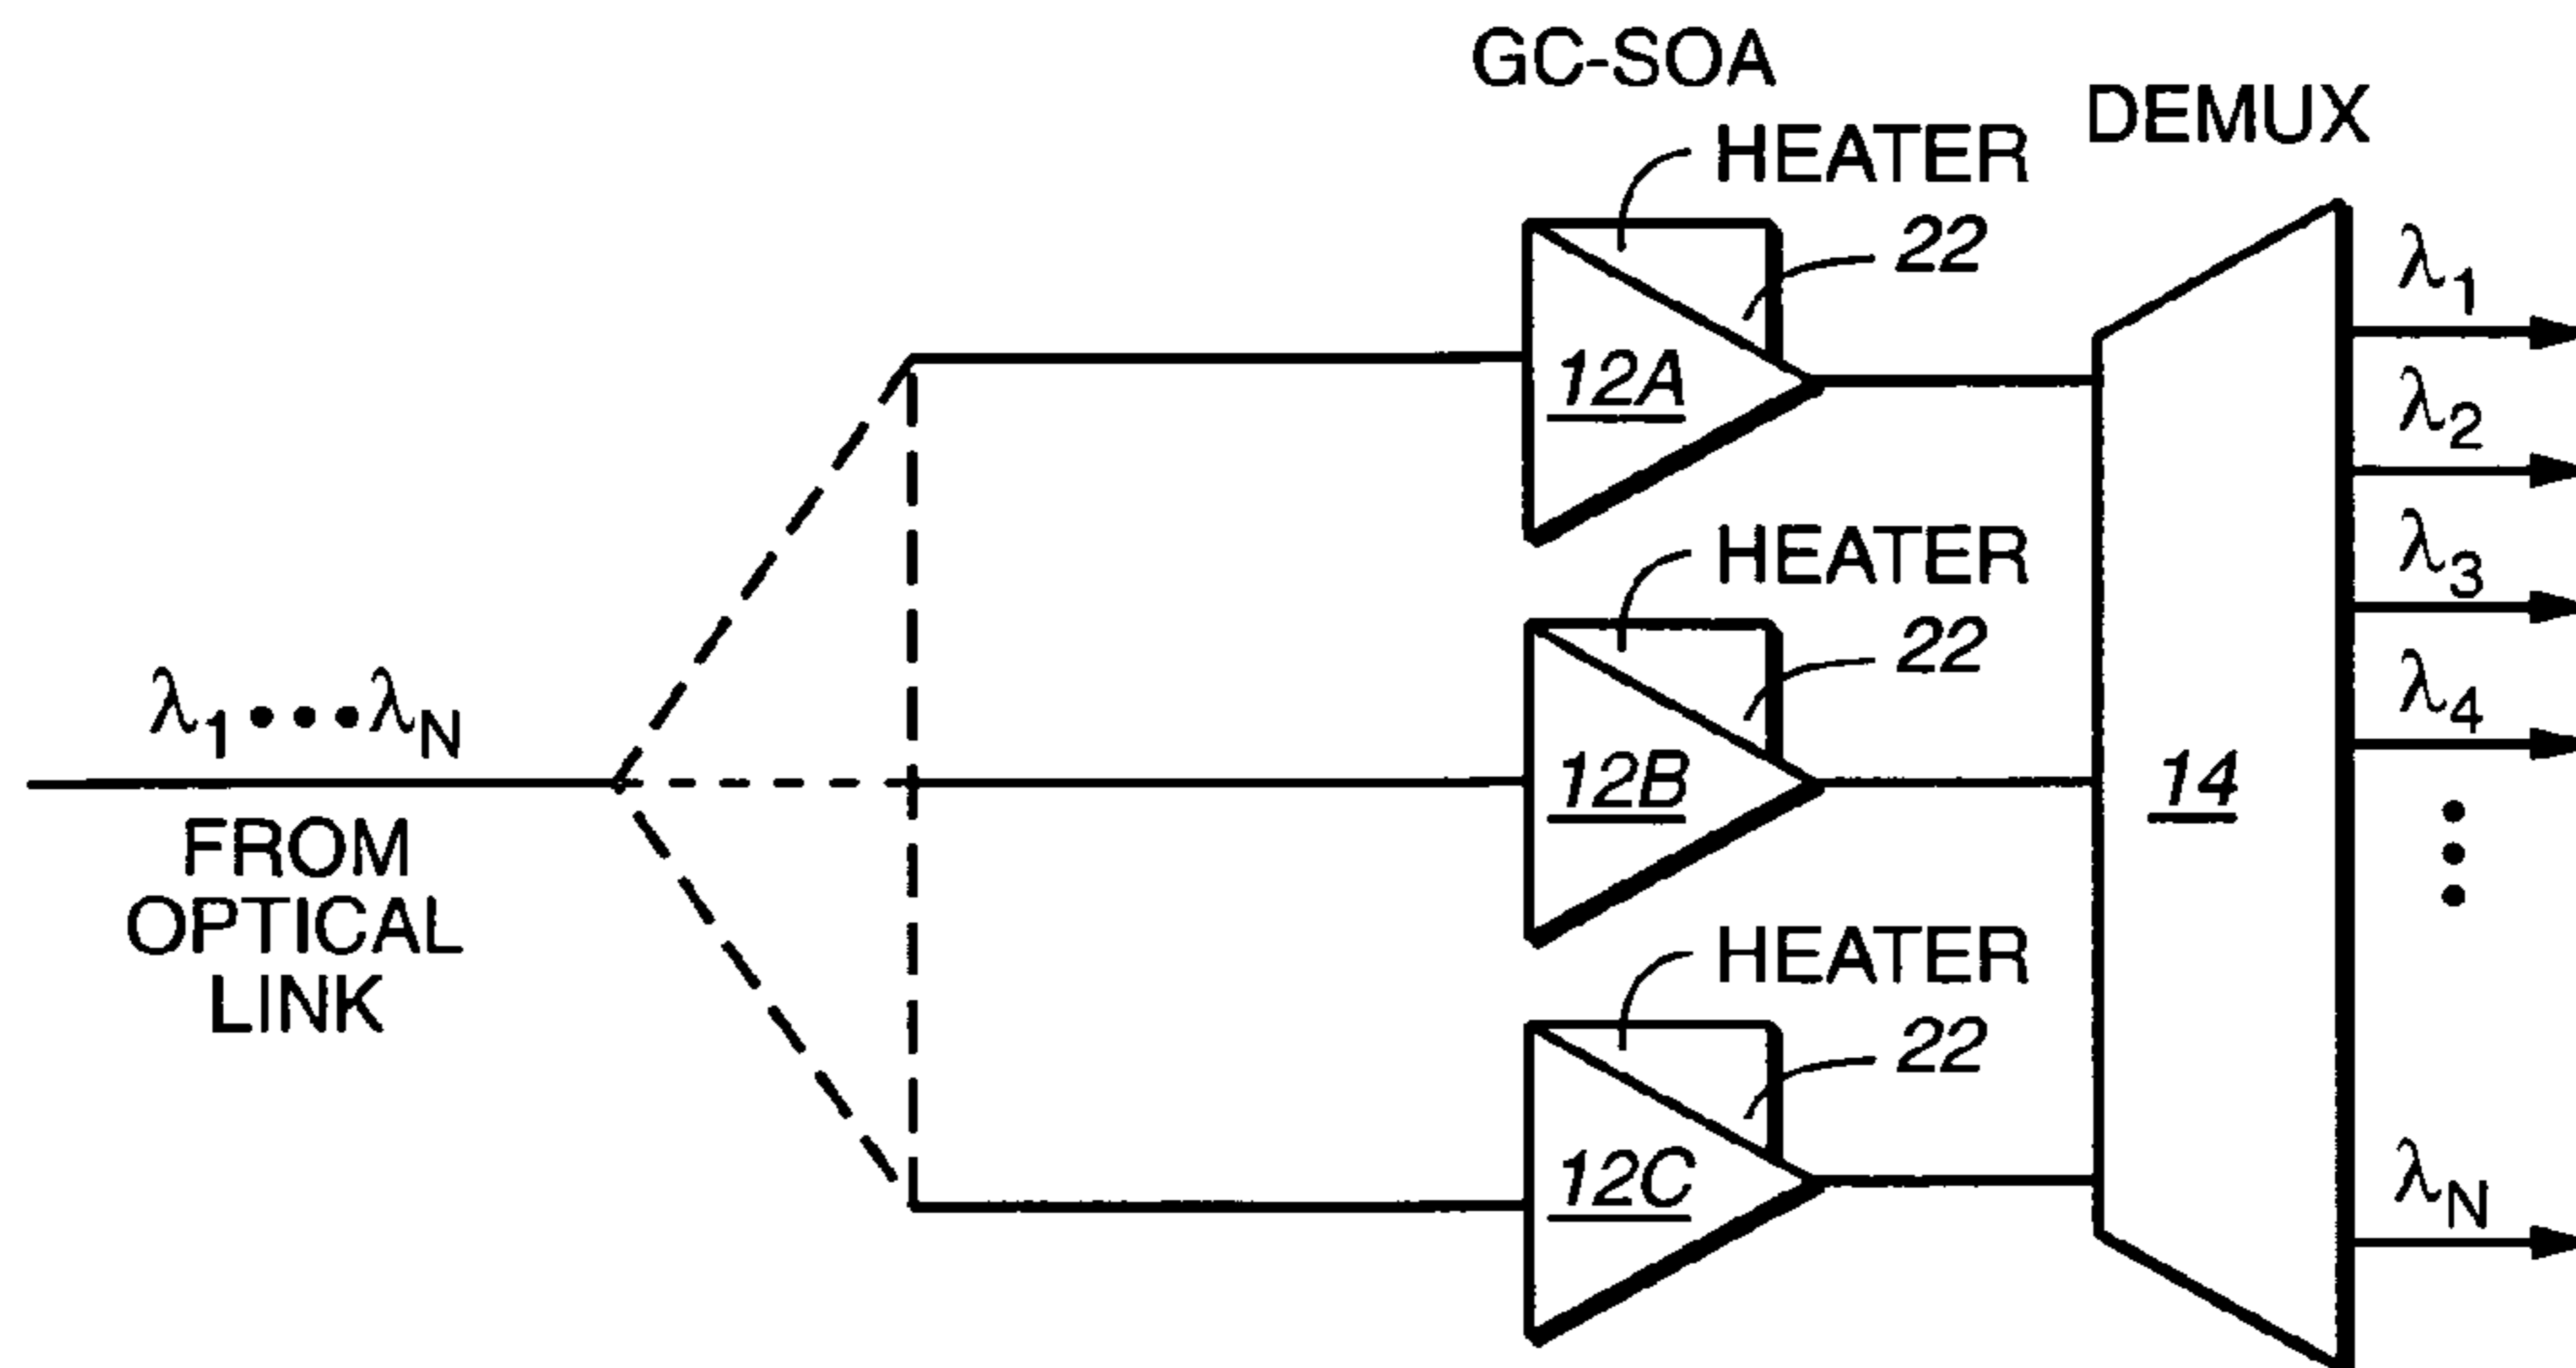 GC-SOA
DEMUX
HEATER
22
12A
HEATER
22
12B
HEATER
22
12C
14
λ1•••λN
FROM
OPTICAL
LINK
λ1
λ2
λ3
λ4
λN